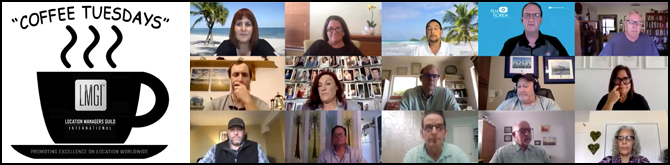 "COFFEE TUESDAYS"
LMGI
LOCATION MANAGERS GUILD
INTERNATIONAL
PROMOTING EXCELLENCE ON LOCATION WORLDWIDE
FILM
FLORIDA